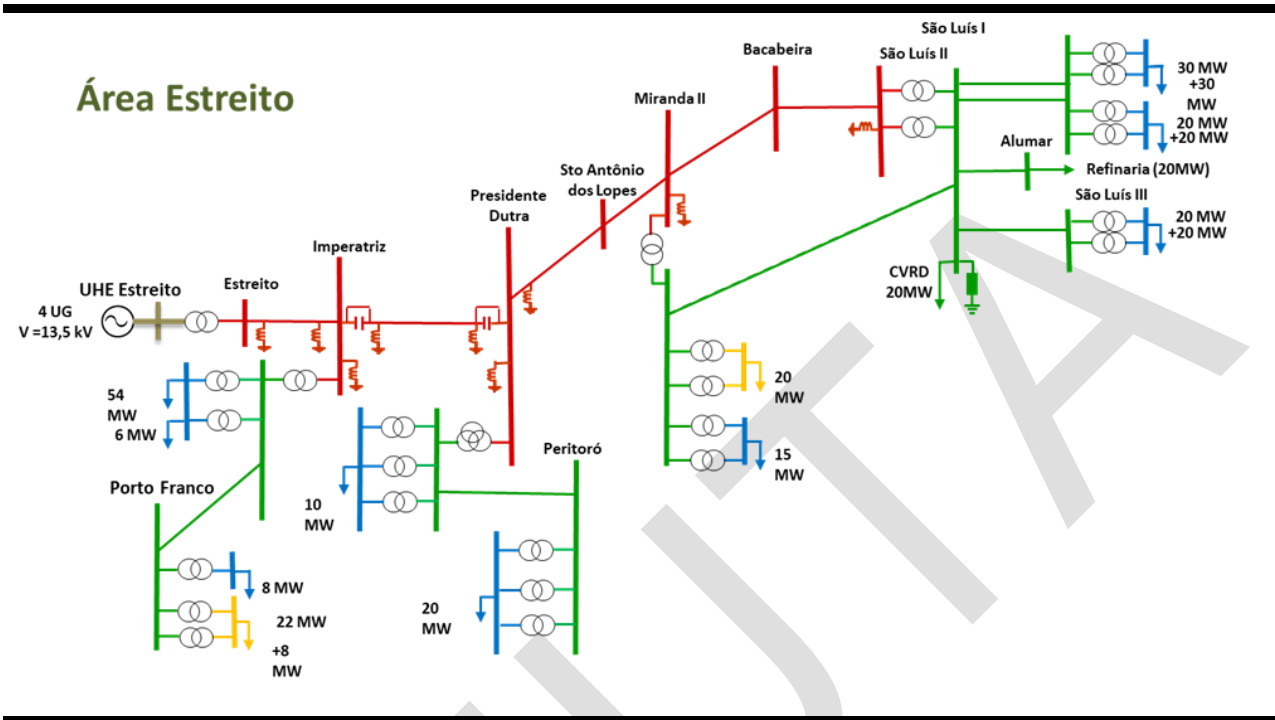 Área Estreito
São Luís I
São Luís II
Bacabeira
Miranda II
30 MW
+30
MW
20 MW
+20 MW
Alumar
Refinaria (20MW)
Sto Antônio
dos Lopes
Presidente
Dutra
São Luís III
20 MW
+20 MW
Imperatriz
CVRD
20MW
UHE Estreito
Estreito
4 UG
V =13,5 kV
54
MW
6 MW
20
MW
Peritoró
15
MW
Porto Franco
10
MW
8 MW
22 MW
+8
MW
20
MW